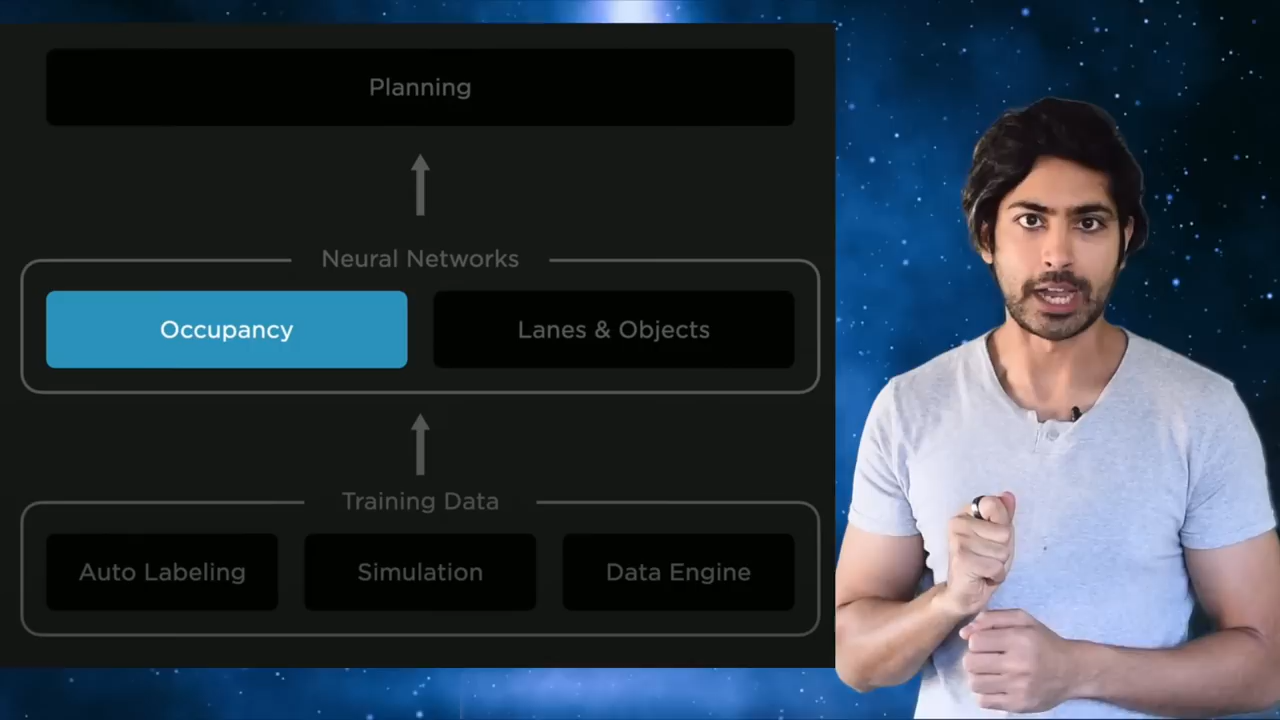 Planning
Neural Networks
Occupancy
Lanes & Objects
Training Data
Auto Labeling
Simulation
Data Engine